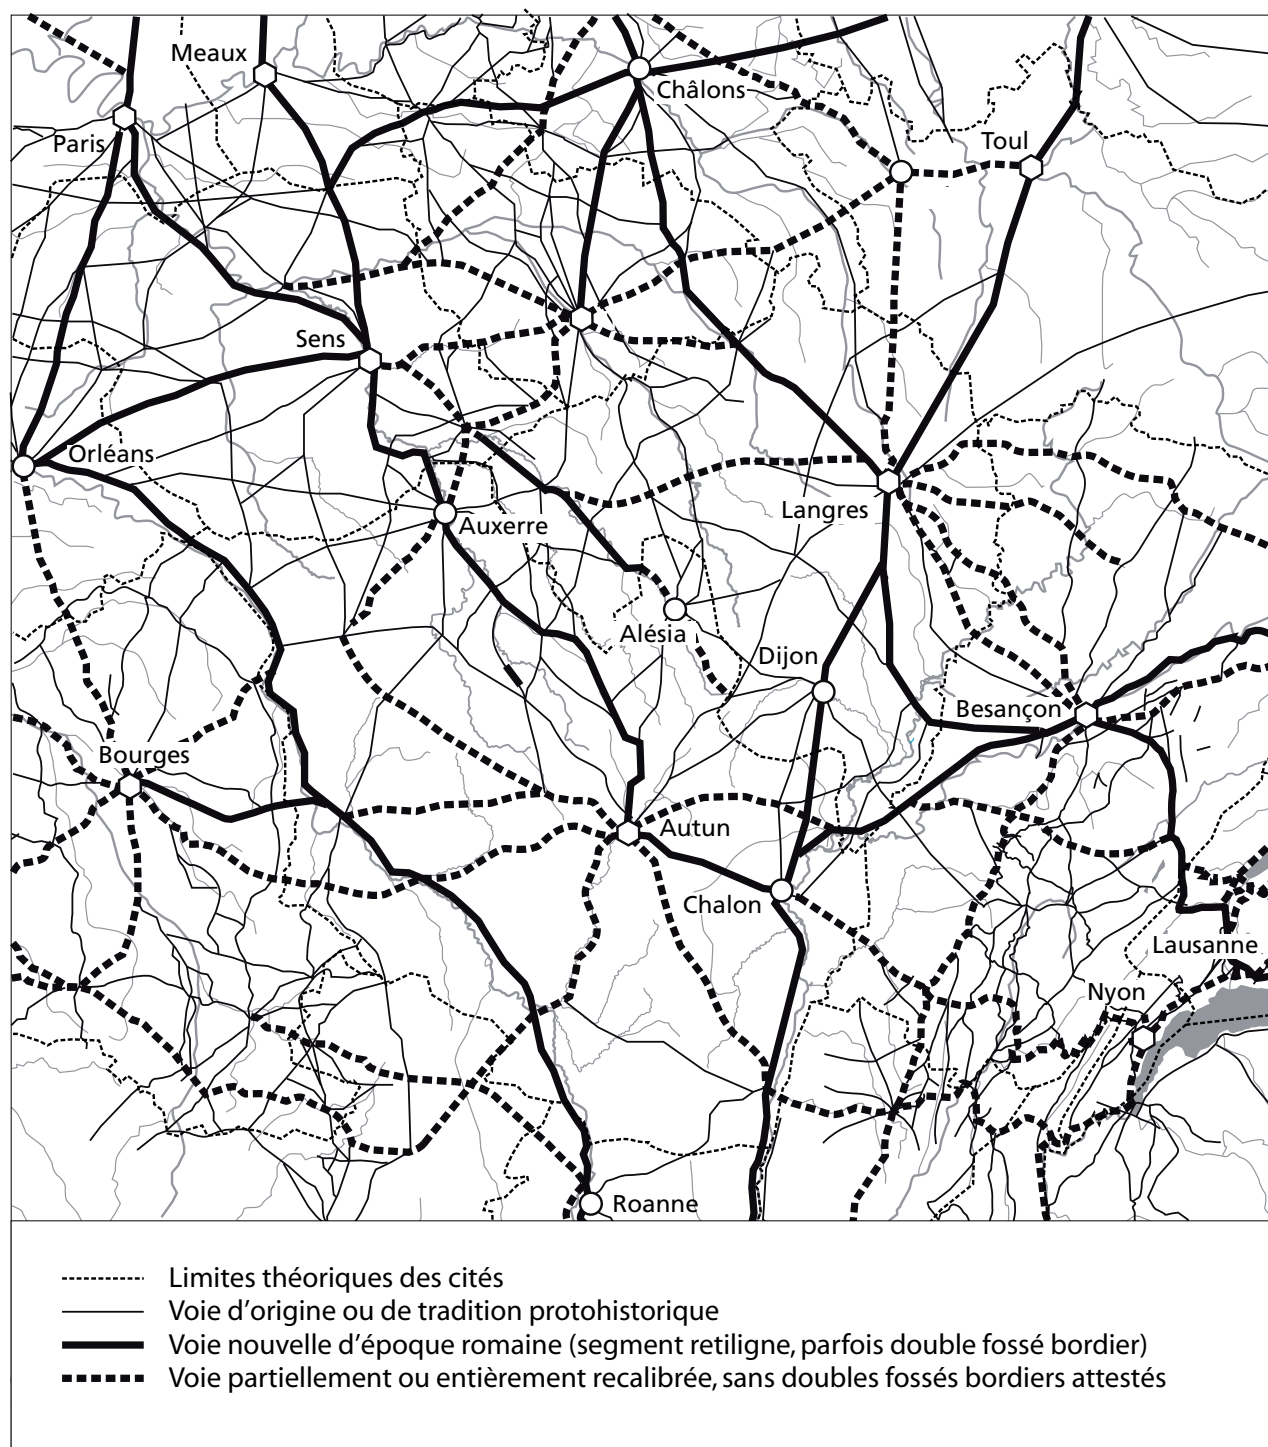 Meaux
Châlons
Paris
Toul
Sens
Orléans
Langres
Auxerre
Alésia
Dijon
Besançon
Bourges
Autun
Chalon
Lausanne
Nyon
Roanne
Limites théoriques des cités
Voie d'origine ou de tradition protohistorique
Voie nouvelle d'époque romaine (segment retiligne, parfois double fossé bordier)
Voie partiellement ou entièrement recalibrée, sans doubles fossés bordiers attestés